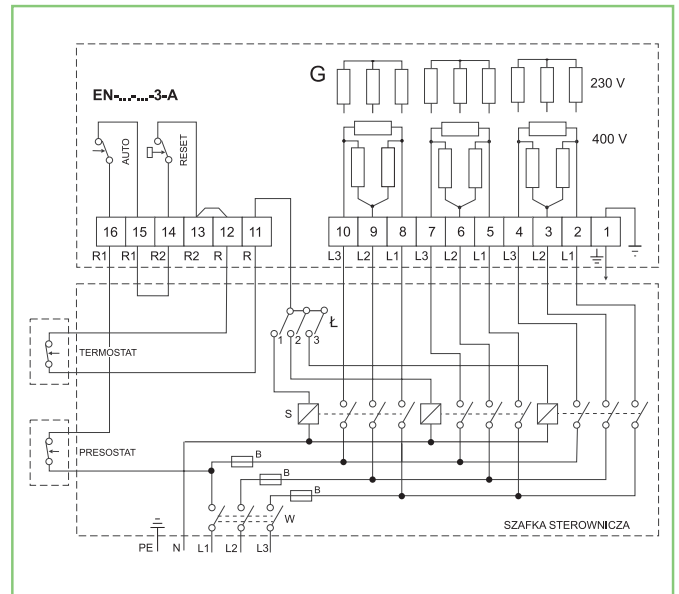 G
230 V
EN-...-...-3-A
AUTO
RESET
400 V
16 15 14 13 12 11 10 9 8 7 6 5 4 3 2 1
R1 R1 R2 R2 R R L3 L2 L1 L3 L2 L1 L3 L2 L1
Ł
1 2 3
TERMOSTAT
S
PRESOSTAT
B
B
B
W
SZAFKA STEROWNICZA
PE N L1 L2 L3